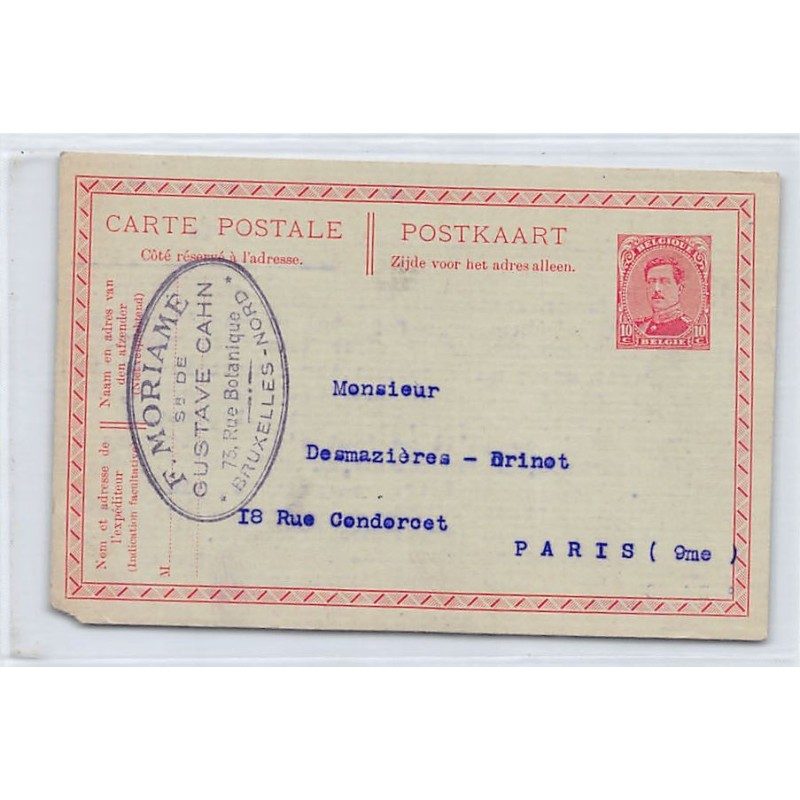 CARTE POSTALE
Côté réservé à l'adresse.
POSTKAART
Zijde voor het adres alleen.
BELGIQUE
10 C 10 C
BELGIE
Naam en adres van
den afzender
Nom et adresse de
l'expéditeur
(Indication facultative)
M
F. MORIAMÉ
Sr DE
GUSTAVE CAHN
* 73, Rue Botanique *
BRUXELLES-NORD
Monsieur
Desmazières - Brinot
18 Rue Condorcet
PARIS ( 9me )